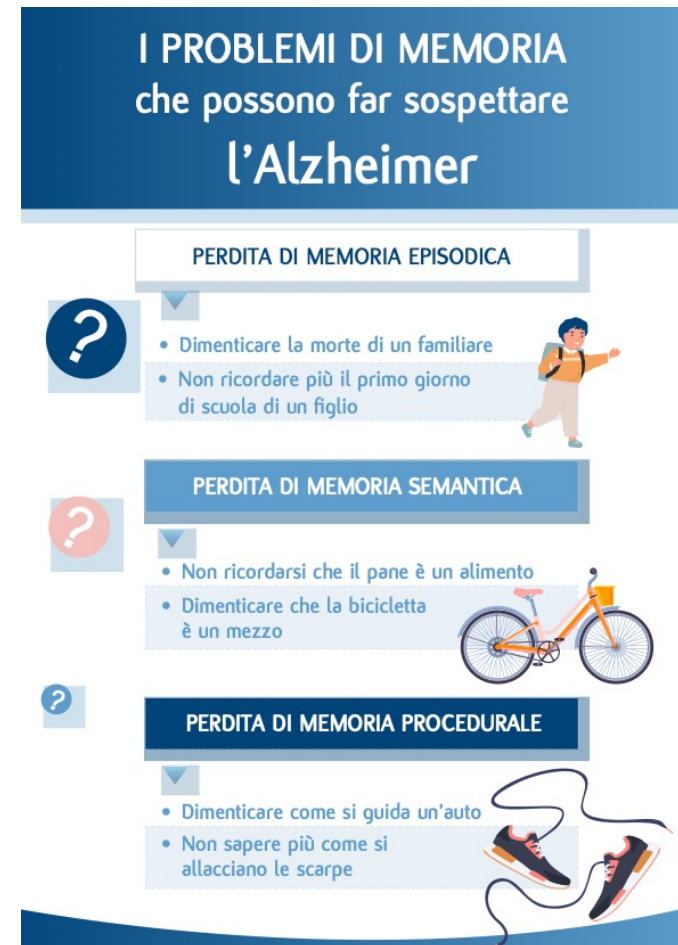 I PROBLEMI DI MEMORIA
che possono far sospettare
l'Alzheimer
PERDITA DI MEMORIA EPISODICA
?
• Dimenticare la morte di un familiare
• Non ricordare più il primo giorno
di scuola di un figlio
PERDITA DI MEMORIA SEMANTICA
?
• Non ricordarsi che il pane è un alimento
• Dimenticare che la bicicletta
è un mezzo
?
PERDITA DI MEMORIA PROCEDURALE
• Dimenticare come si guida un'auto
• Non sapere più come si
allacciano le scarpe